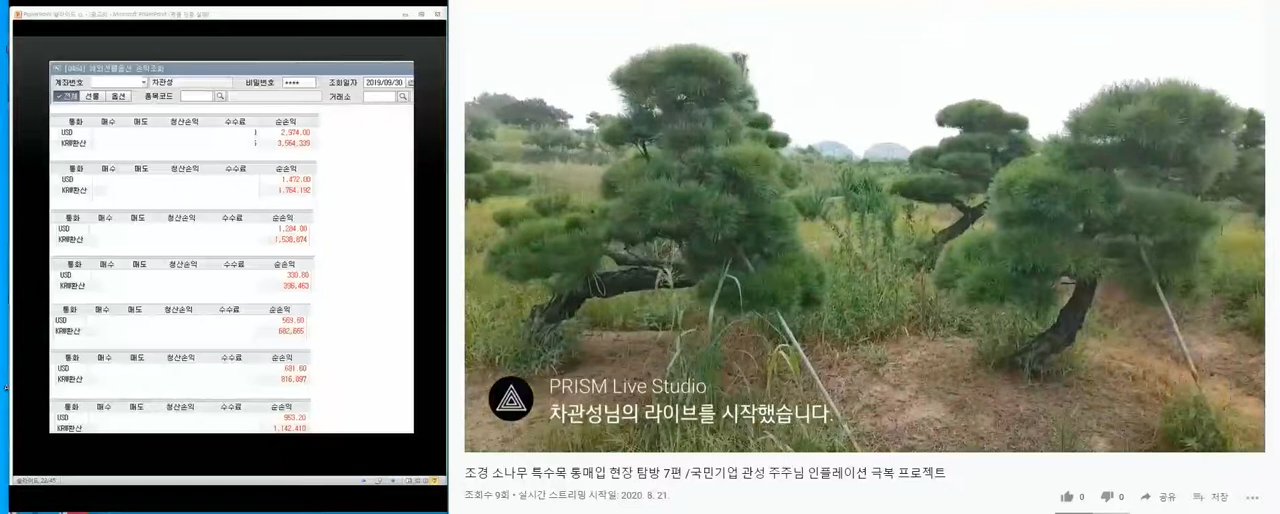 [0464] 해외선물옵션 손익조회
계좌번호 차관성 비밀번호 **** 조회일자 2019/09/30
전체 선물 옵션 품목코드 거래소
통화 매수 매도 청산손익 수수료 순손익
USD 2,974.00
KRW환산 3,564,339
통화 매수 매도 청산손익 수수료 순손익
USD 1,472.00
KRW환산 1,764,192
통화 매수 매도 청산손익 수수료 순손익
USD 1,284.00
KRW환산 1,538,874
통화 매수 매도 청산손익 수수료 순손익
USD 330.80
KRW환산 396,463
통화 매수 매도 청산손익 수수료 순손익
USD 569.60
KRW환산 682,665
통화 매수 매도 청산손익 수수료 순손익
USD 681.60
KRW환산 816,897
통화 매수 매도 청산손익 수수료 순손익
USD 953.20
KRW환산 1,142,410
PRISM Live Studio
차관성님의 라이브를 시작했습니다.
조경 소나무 특수목 통매입 현장 탐방 7편 /국민기업 관성 주주님 인플레이션 극복 프로젝트
조회수 9회 • 실시간 스트리밍 시작일: 2020. 8. 21.
0 0 공유 저장